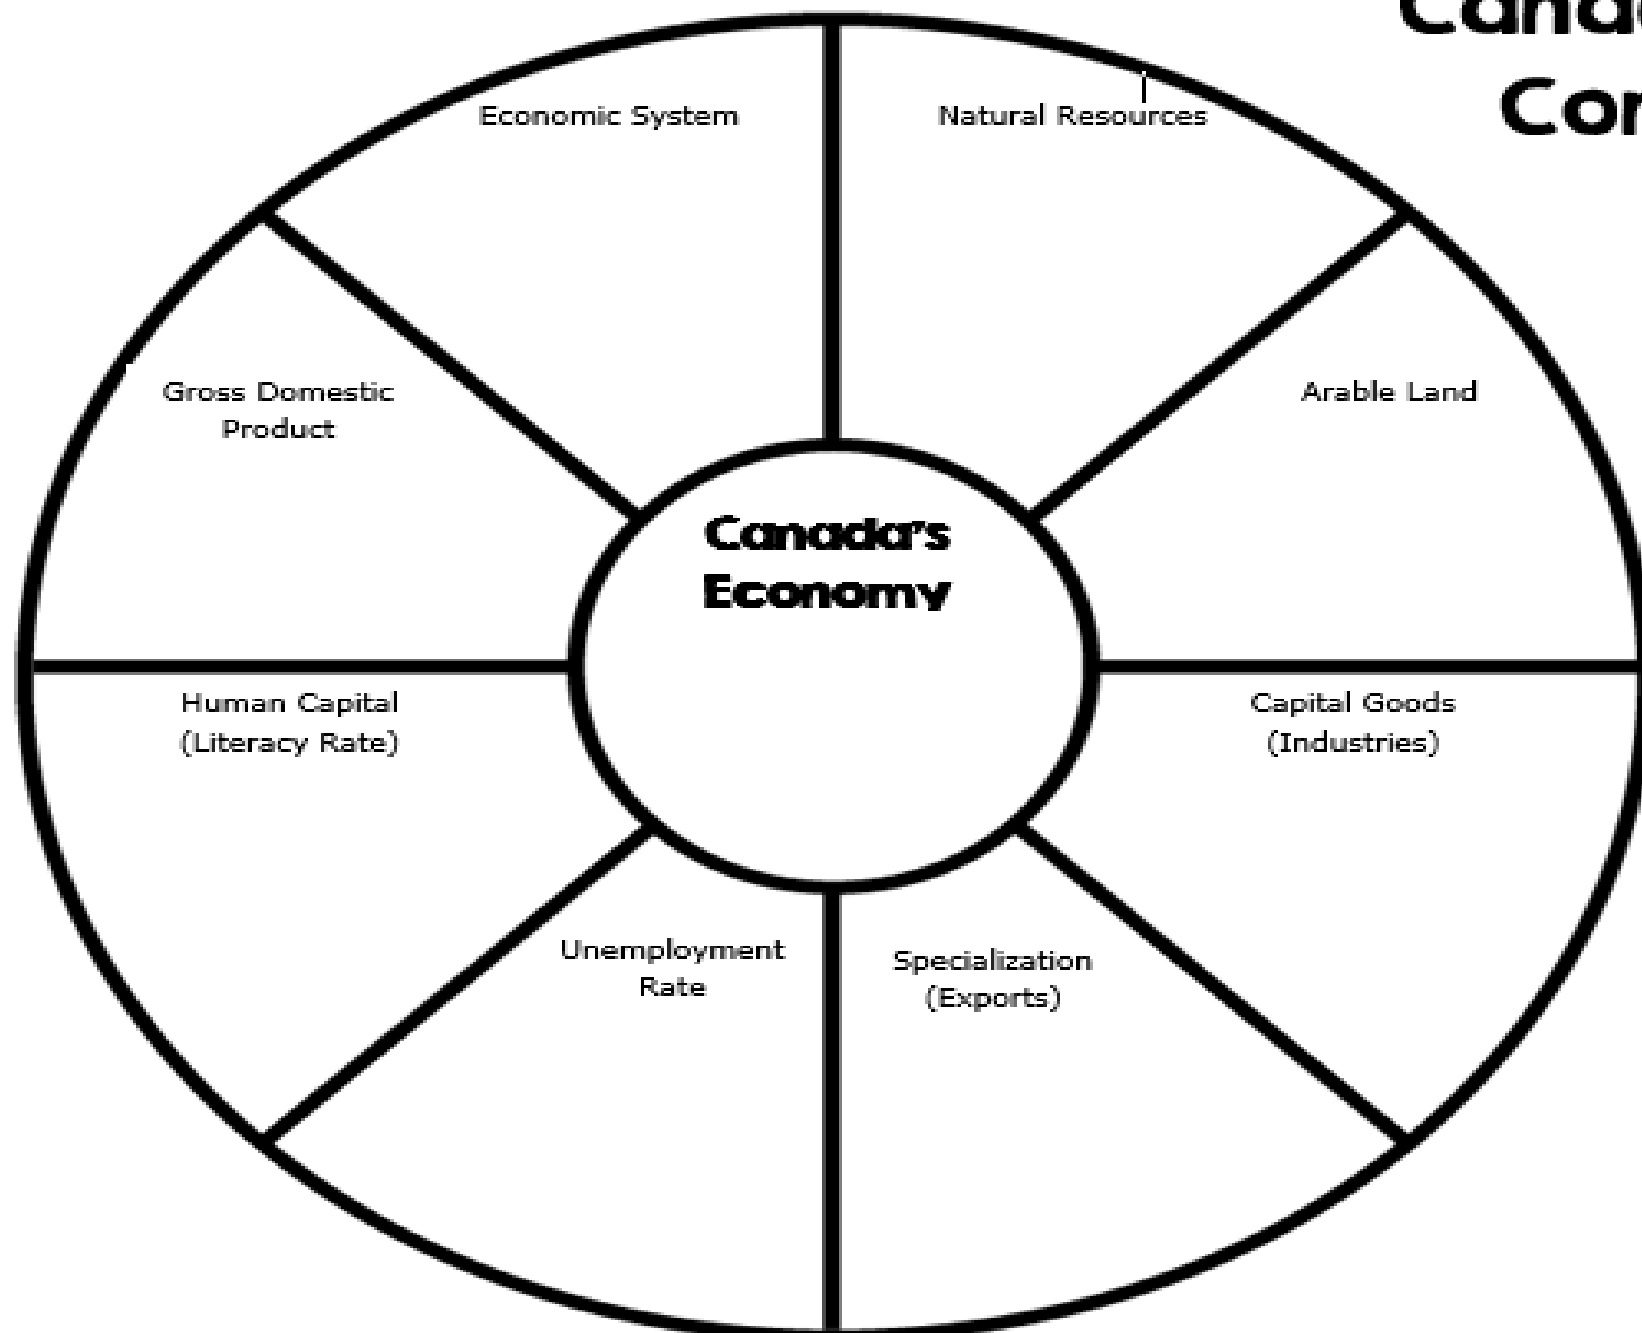 Economic System
Natural Resources
Gross Domestic
Product
Arable Land
Canada's
Economy
Human Capital
(Literacy Rate)
Capital Goods
(Industries)
Unemployment
Rate
Specialization
(Exports)